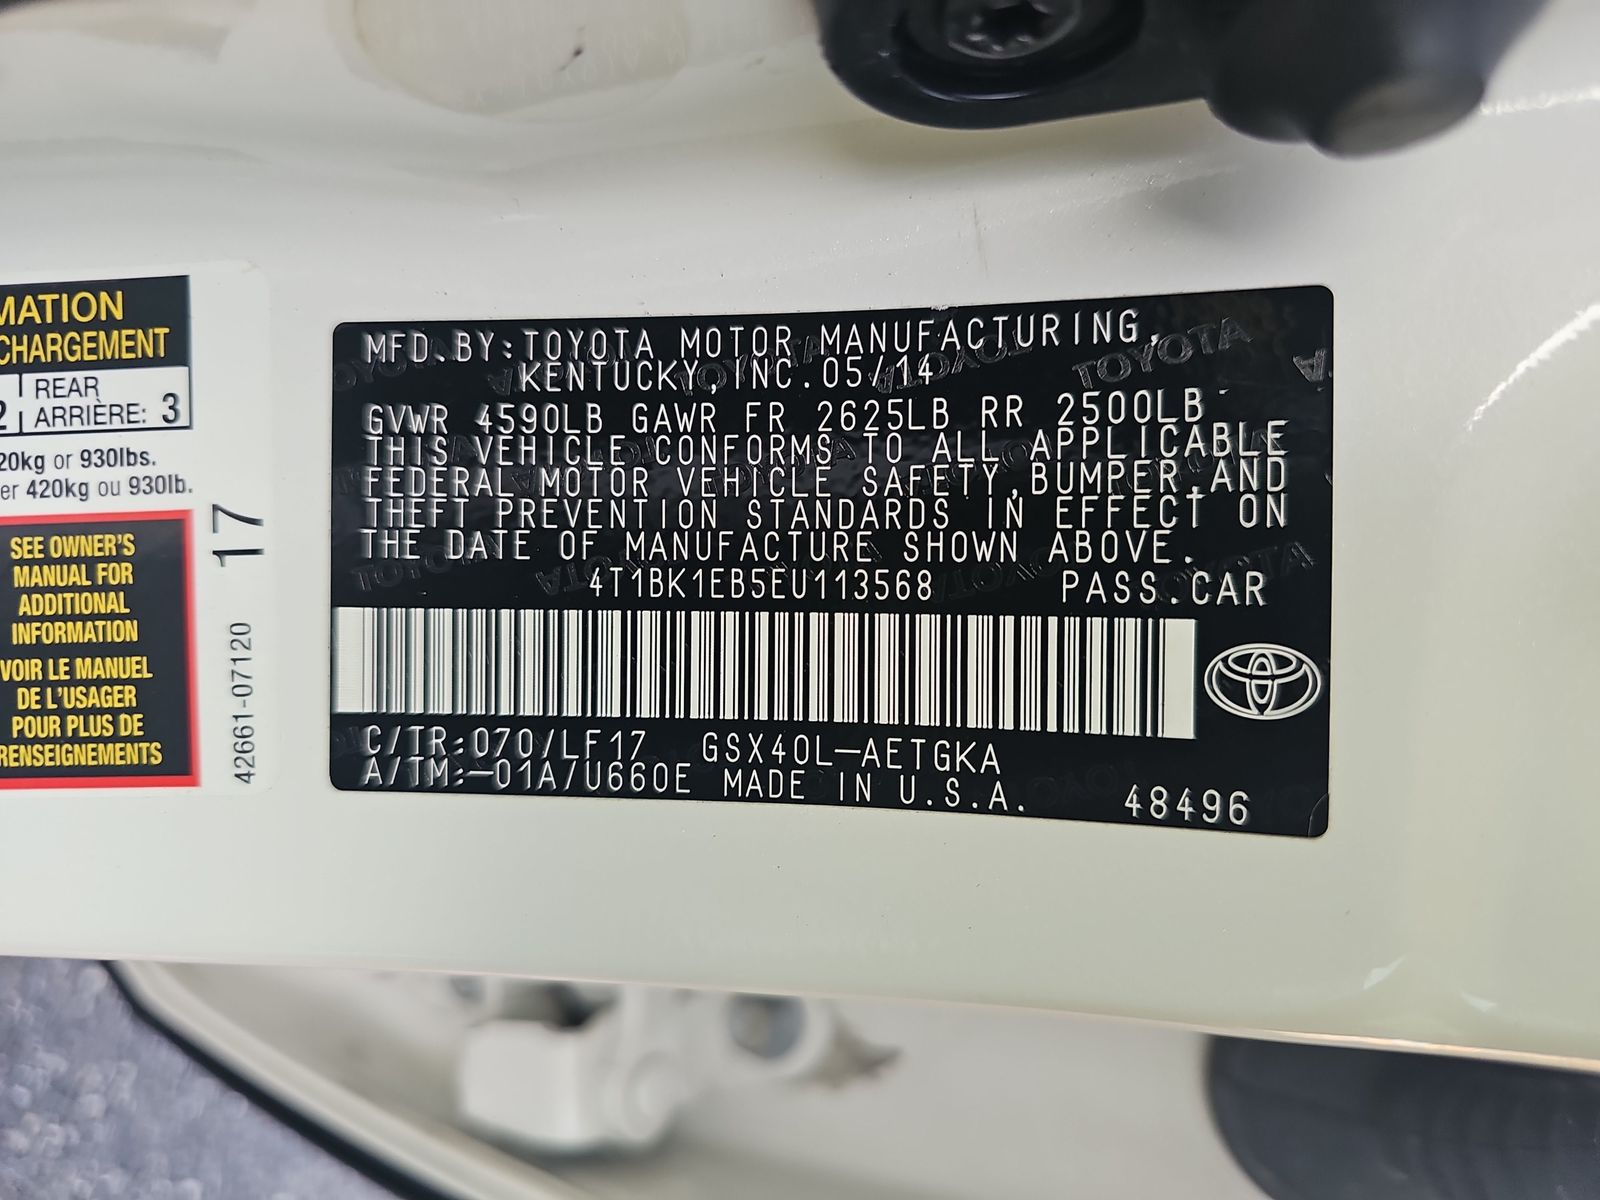 MATION
CHARGEMENT
2 REAR
ARRIÈRE: 3
20kg or 930lbs.
er 420kg ou 930lb.
SEE OWNER'S
MANUAL FOR
ADDITIONAL
INFORMATION
VOIR LE MANUEL
DE L'USAGER
POUR PLUS DE
RENSEIGNEMENTS
17
42661-07120
MFD.BY:TOYOTA MOTOR MANUFACTURING,
KENTUCKY,INC.05/14
GVWR 4590LB GAWR FR 2625LB RR 2500LB
THIS VEHICLE CONFORMS TO ALL APPLICABLE
FEDERAL MOTOR VEHICLE SAFETY,BUMPER,AND
THEFT PREVENTION STANDARDS IN EFFECT ON
THE DATE OF MANUFACTURE SHOWN ABOVE.
4T1BK1EB5EU113568 PASS.CAR
C/TR:070/LF17 GSX40L-AETGKA
A/TM:-01A/U660E MADE IN U.S.A.
48496